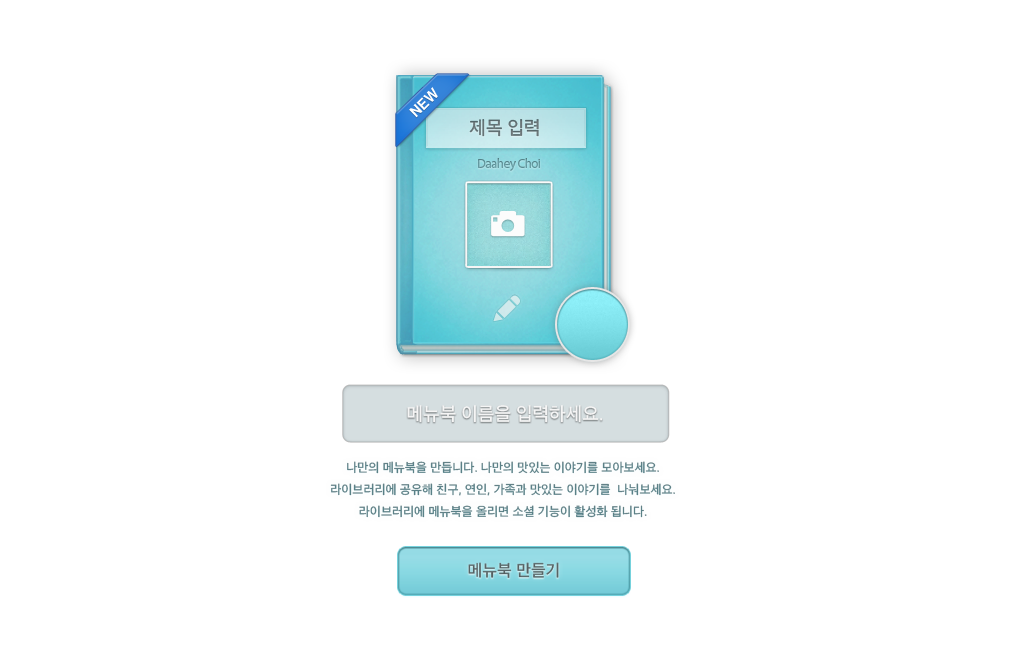 NEW
제목 입력
Daahey Choi
메뉴북 이름을 입력하세요.
나만의 메뉴북을 만듭니다. 나만의 맛있는 이야기를 모아보세요.
라이브러리에 공유해 친구, 연인, 가족과 맛있는 이야기를 나눠보세요.
라이브러리에 메뉴북을 올리면 소셜 기능이 활성화 됩니다.
메뉴북 만들기